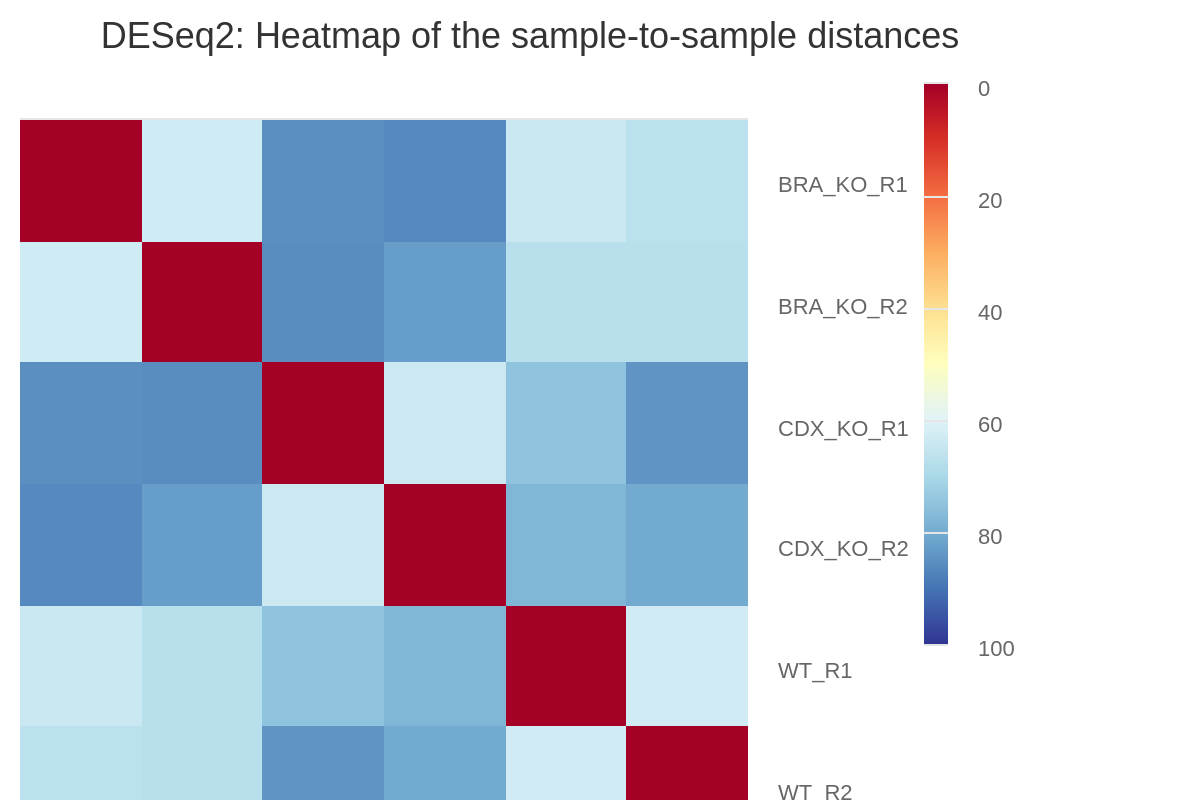 DESeq2: Heatmap of the sample-to-sample distances
0
BRA_KO_R1
20
BRA_KO_R2
40
CDX_KO_R1
60
CDX_KO_R2
80
100
WT_R1
WT_R2